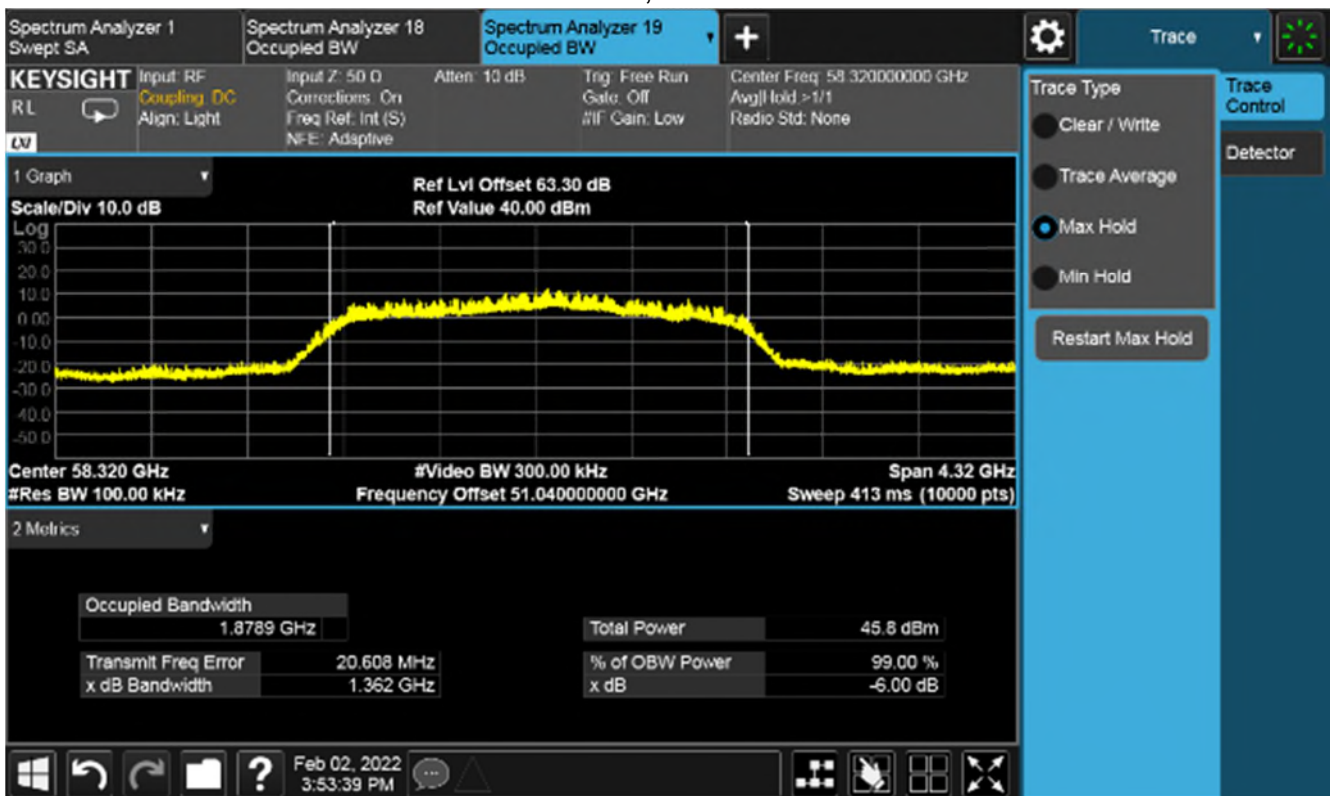 Spectrum Analyzer 1
Swept SA
Spectrum Analyzer 18
Occupied BW
Spectrum Analyzer 19
Occupied BW
Trace
KEYSIGHT
RL
LXI
Input: RF
Coupling: DC
Align: Light
Input Z: 50 Ω
Corrections: On
Freq Ref: Int (S)
NFE: Adaptive
Atten: 10 dB
Trig: Free Run
Gate: Off
#IF Gain: Low
Center Freq: 58.320000000 GHz
Avg|Hold:>1/1
Radio Std: None
Trace Type
Clear / Write
Trace Average
Max Hold
Min Hold
Restart Max Hold
Trace
Control
Detector
1 Graph
Scale/Div 10.0 dB
Ref Lvl Offset 63.30 dB
Ref Value 40.00 dBm
Log
30.0
20.0
10.0
0.00
-10.0
-20.0
-30.0
-40.0
-50.0
Center 58.320 GHz
#Res BW 100.00 kHz
#Video BW 300.00 kHz
Frequency Offset 51.040000000 GHz
Span 4.32 GHz
Sweep 413 ms (10000 pts)
2 Metrics
Occupied Bandwidth
1.8789 GHz
Total Power 45.8 dBm
Transmit Freq Error 20.608 MHz
% of OBW Power 99.00 %
x dB Bandwidth 1.362 GHz
x dB -6.00 dB
?
Feb 02, 2022
3:53:39 PM